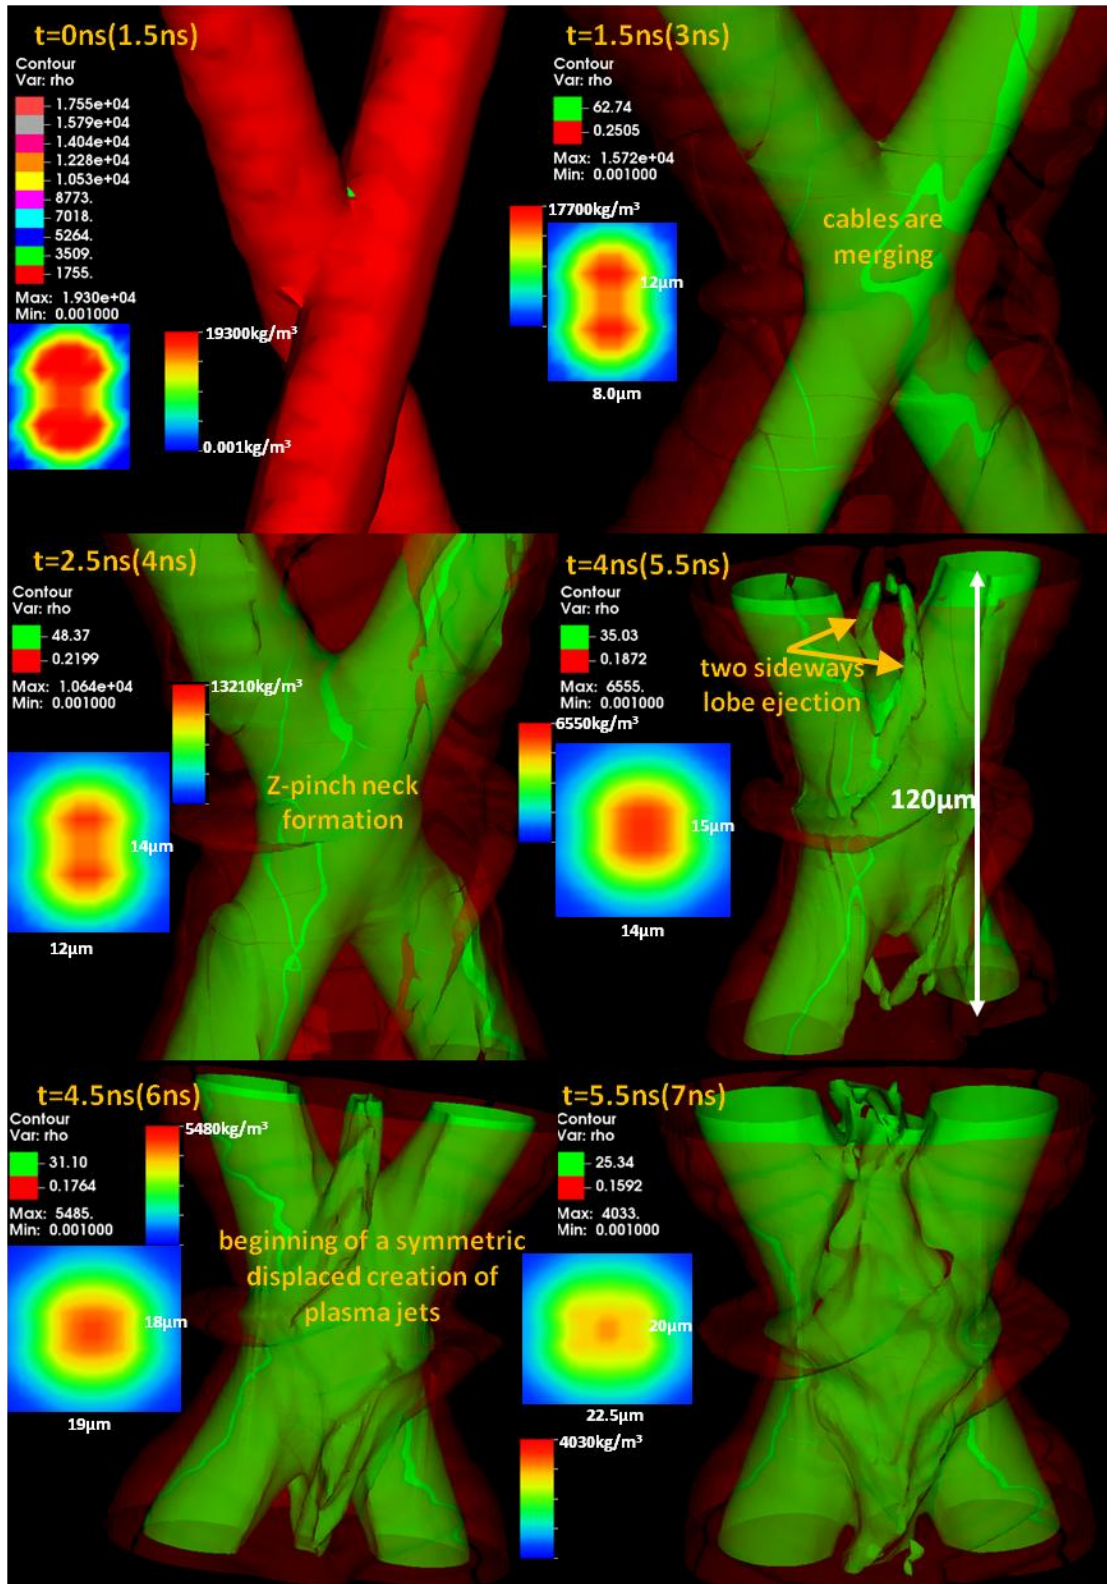 t=0ns(1.5ns)
Contour
Var: rho
1.755e+04
1.579e+04
1.404e+04
1.228e+04
1.053e+04
8773.
7018.
5264.
3509.
1755.
Max: 1.930e+04
Min: 0.001000
19300kg/m³
0.001kg/m³
t=1.5ns(3ns)
Contour
Var: rho
62.74
0.2505
Max: 1.572e+04
Min: 0.001000
17700kg/m³
12μm
8.0μm
cables are
merging
t=2.5ns(4ns)
Contour
Var: rho
48.37
0.2199
Max: 1.064e+04
Min: 0.001000
13210kg/m³
14μm
12μm
Z-pinch neck
formation
t=4ns(5.5ns)
Contour
Var: rho
35.03
0.1872
Max: 6555.
Min: 0.001000
6550kg/m³
15μm
14μm
two sideways
lobe ejection
120μm
t=4.5ns(6ns)
Contour
Var: rho
31.10
0.1764
Max: 5485.
Min: 0.001000
5480kg/m³
18μm
19μm
beginning of a symmetric
displaced creation of
plasma jets
t=5.5ns(7ns)
Contour
Var: rho
25.34
0.1592
Max: 4033.
Min: 0.001000
20μm
22.5μm
4030kg/m³